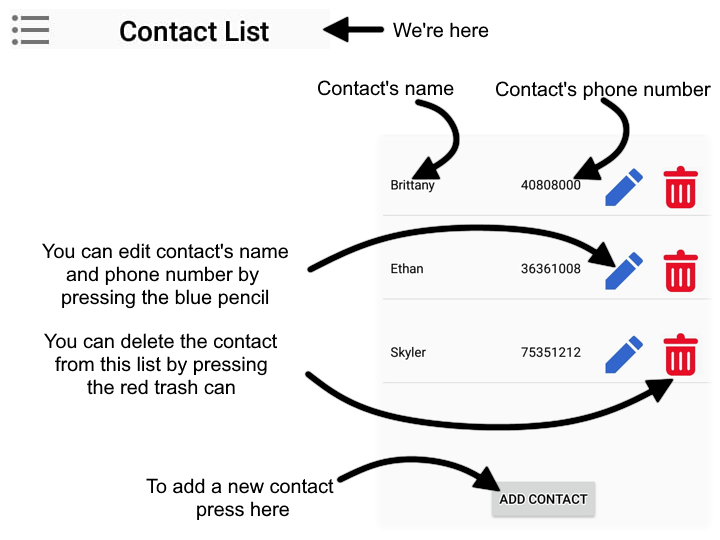 Contact List
We're here
Contact's name
Contact's phone number
Brittany 40808000
You can edit contact's name
and phone number by
pressing the blue pencil
Ethan 36361008
You can delete the contact
from this list by pressing
the red trash can
Skyler 75351212
To add a new contact
press here
ADD CONTACT